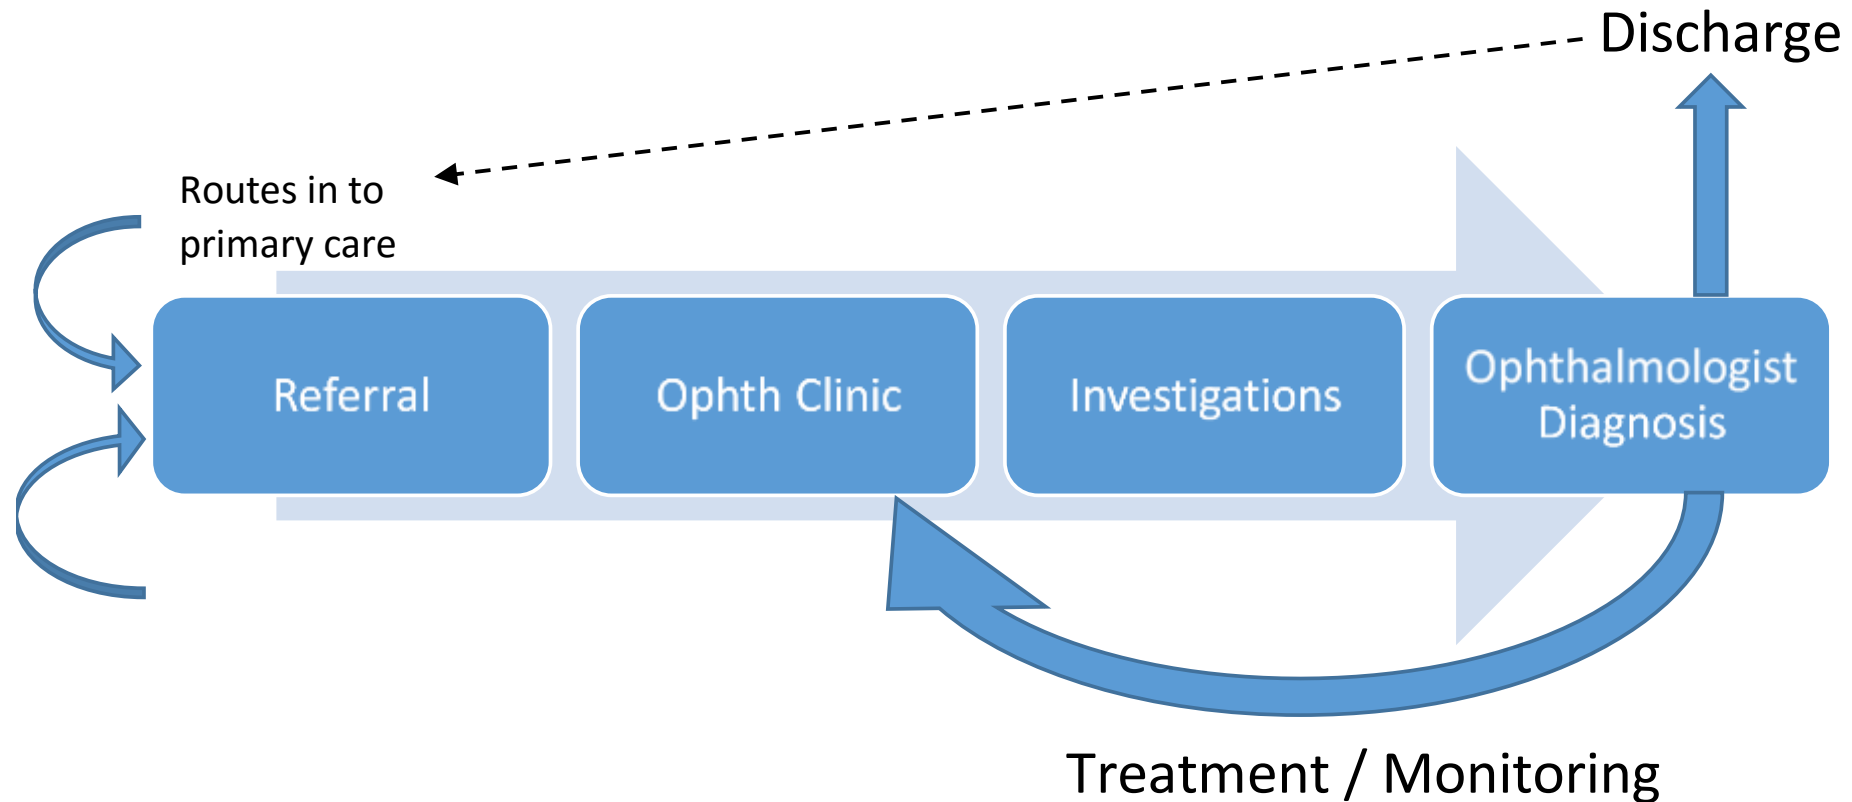 Discharge
Routes in to
primary care
Referral
Ophth Clinic
Investigations
Ophthalmologist
Diagnosis
Treatment / Monitoring